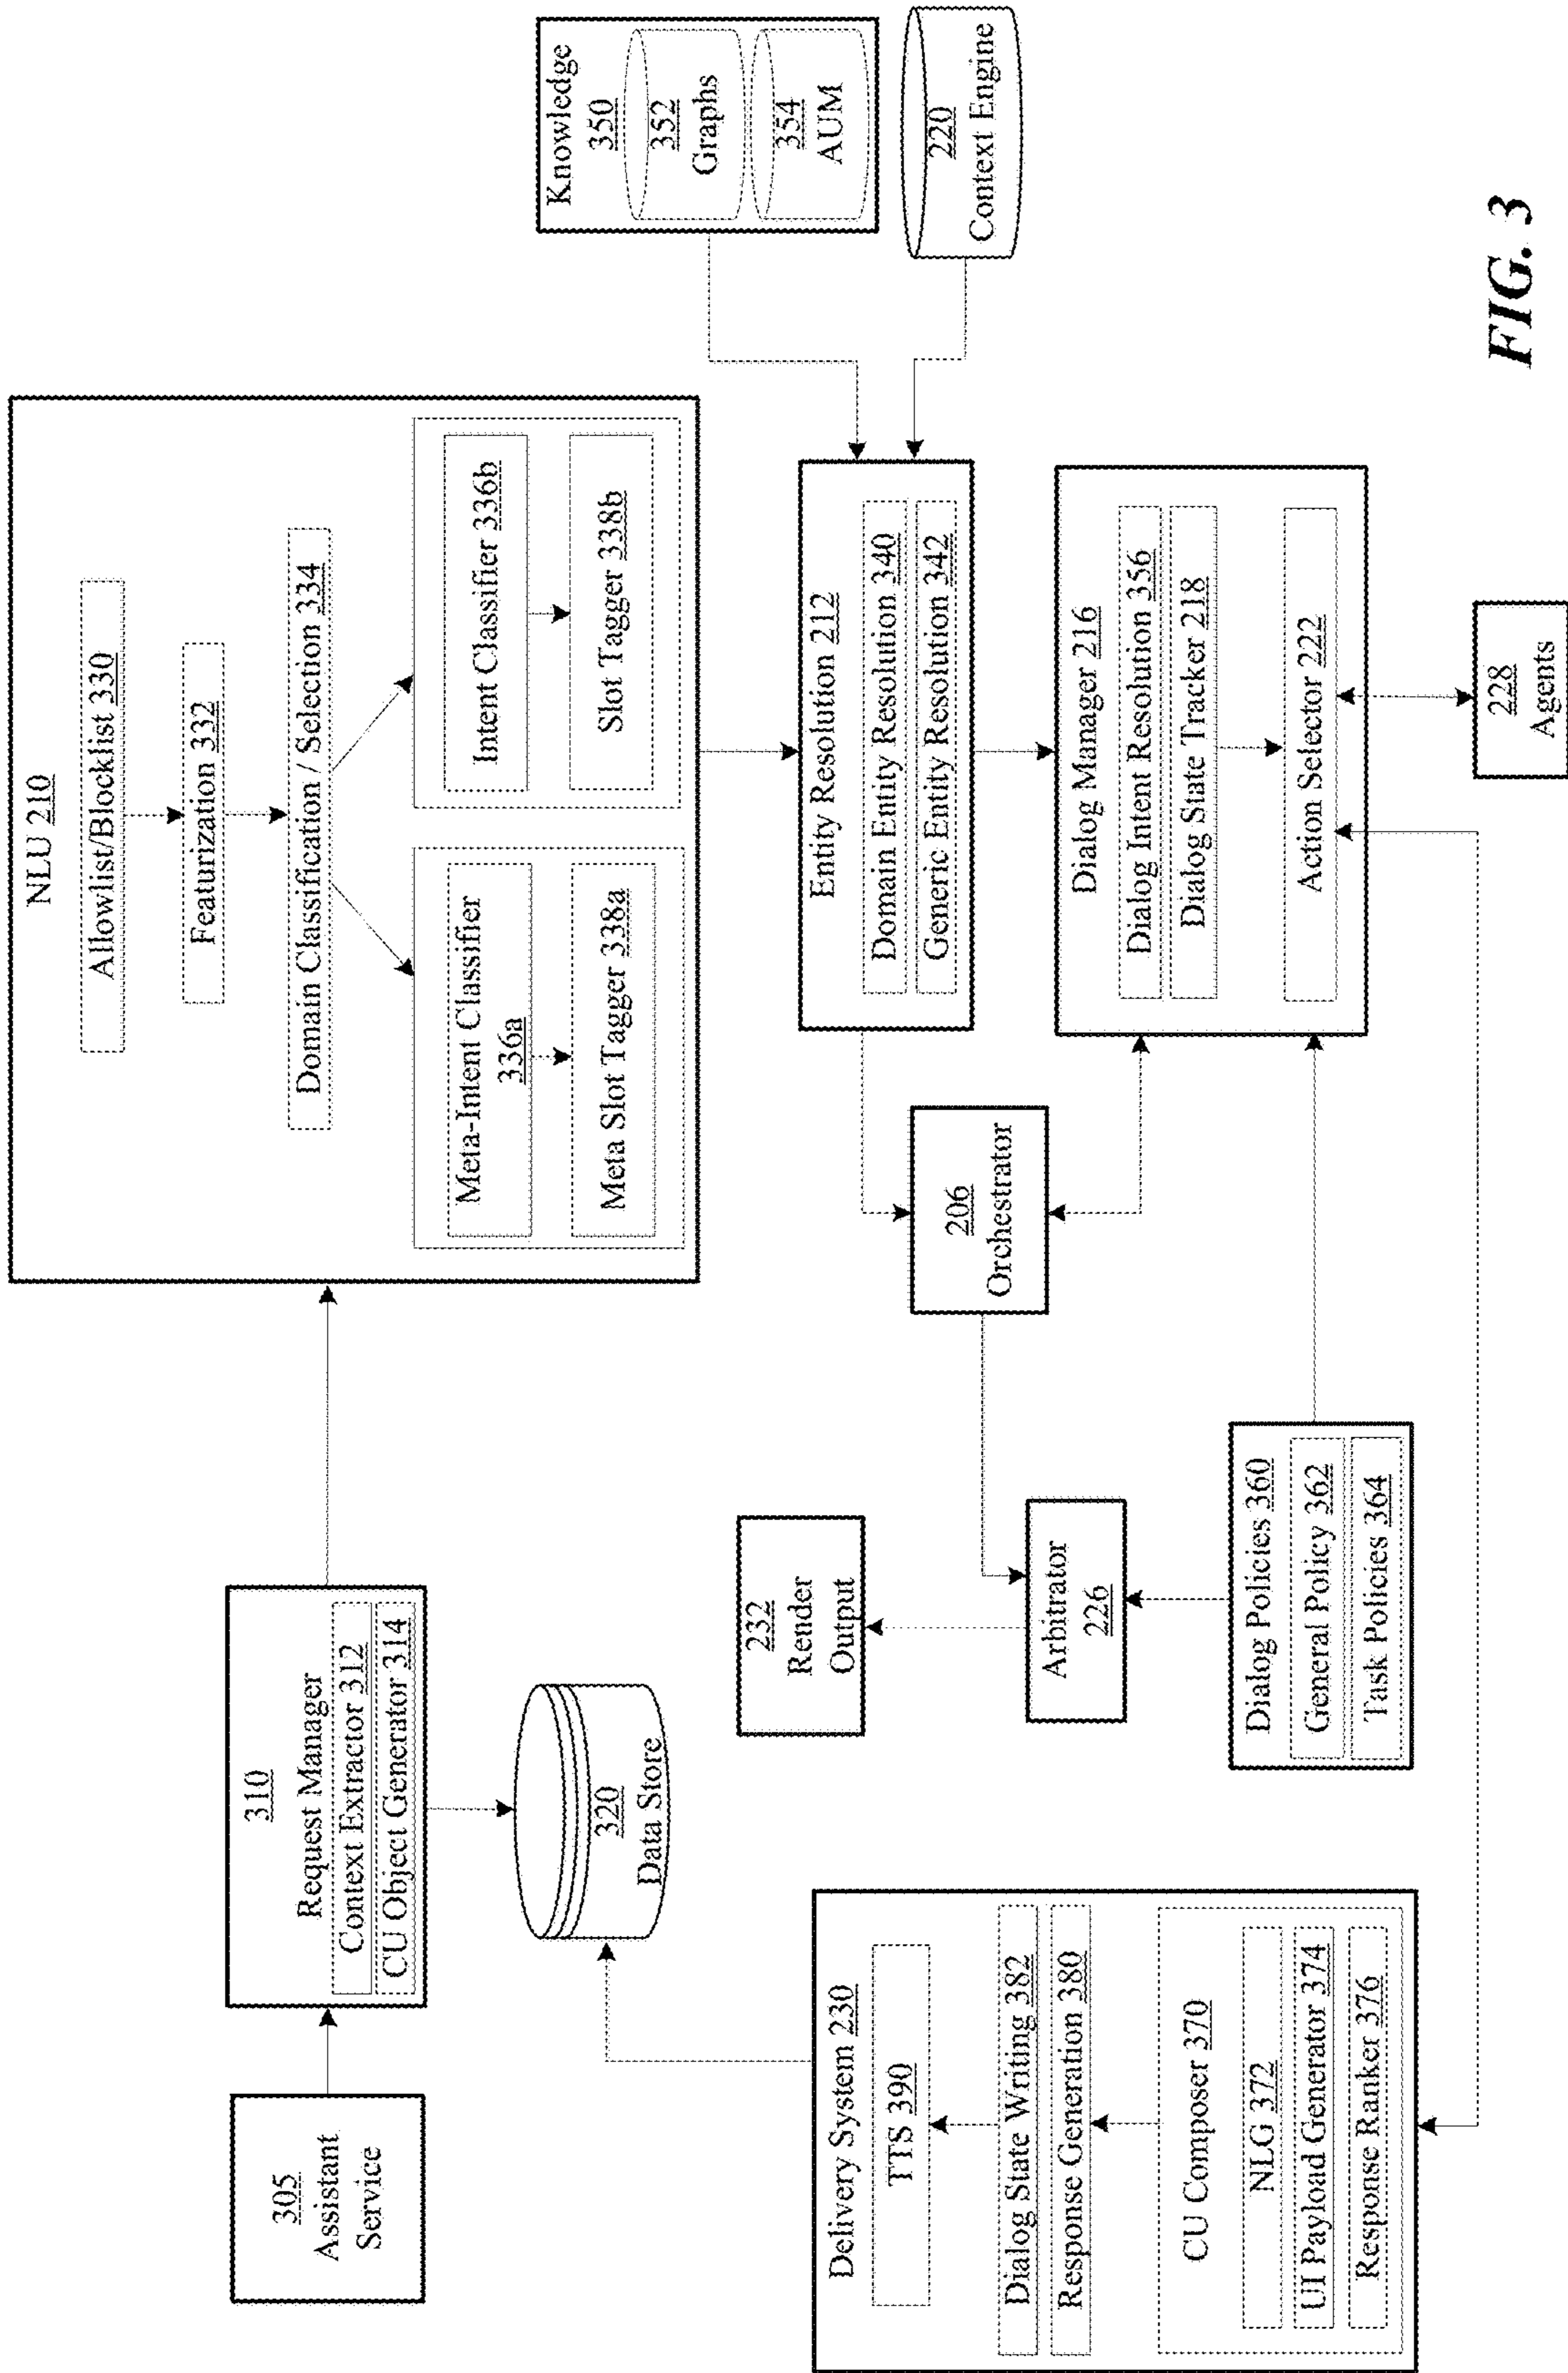 305
Assistant
Service
310
Request Manager
Context Extractor 312
CU Object Generator 314
320
Data Store
NLU 210
Allowlist/Blocklist 330
Featurization 332
Domain Classification / Selection 334
Meta-Intent Classifier
336a
Meta Slot Tagger 338a
Intent Classifier 336b
Slot Tagger 338b
Knowledge
350
352
Graphs
354
AUM
220
Context Engine
Entity Resolution 212
Domain Entity Resolution 340
Generic Entity Resolution 342
Dialog Manager 216
Dialog Intent Resolution 356
Dialog State Tracker 218
Action Selector 222
228
Agents
206
Orchestrator
232
Render
Output
Arbitrator
226
Dialog Policies 360
General Policy 362
Task Policies 364
Delivery System 230
TTS 390
Dialog State Writing 382
Response Generation 380
CU Composer 370
NLG 372
UI Payload Generator 374
Response Ranker 376
FIG. 3